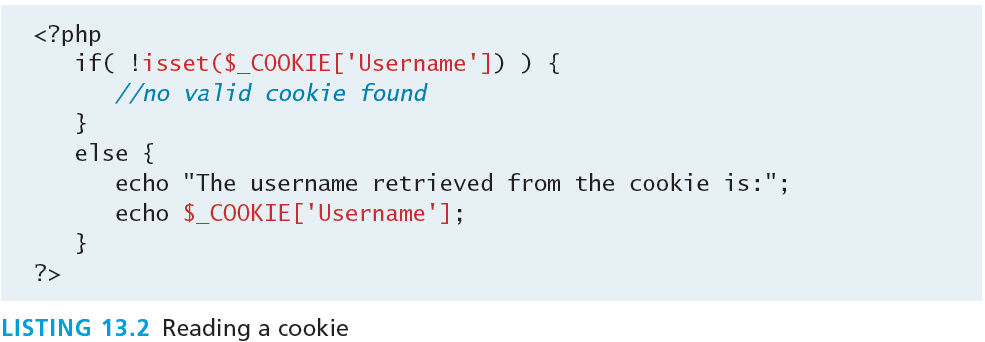 <?php
if( !isset($_COOKIE['Username']) ) {
//no valid cookie found
}
else {
echo "The username retrieved from the cookie is:";
echo $_COOKIE['Username'];
}
?>
LISTING 13.2 Reading a cookie